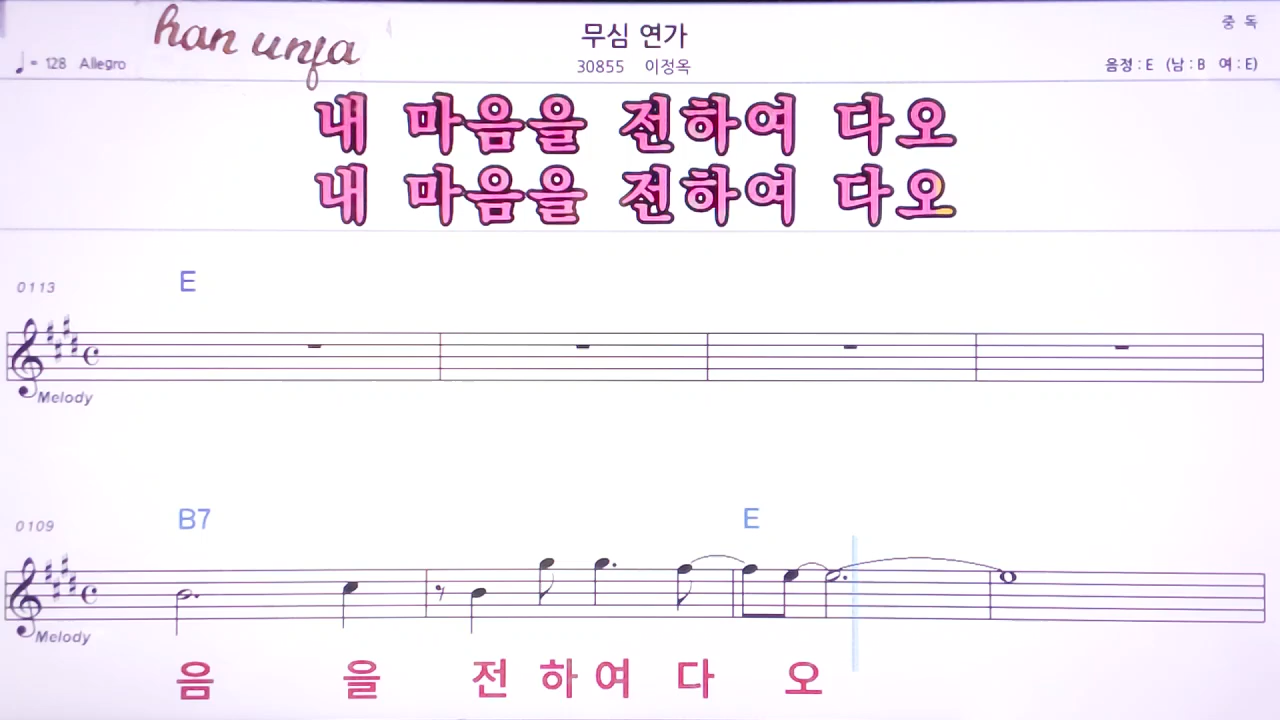 han unja
무심 연가
중 독
♩= 128 Allegro
30855 이정옥
음정 : E (남 : B 여 : E)
내 마음을 전하여 다오
내 마음을 전하여 다오
0113
E
Melody
0109
B7 E
Melody
음 을 전 하 여 다 오